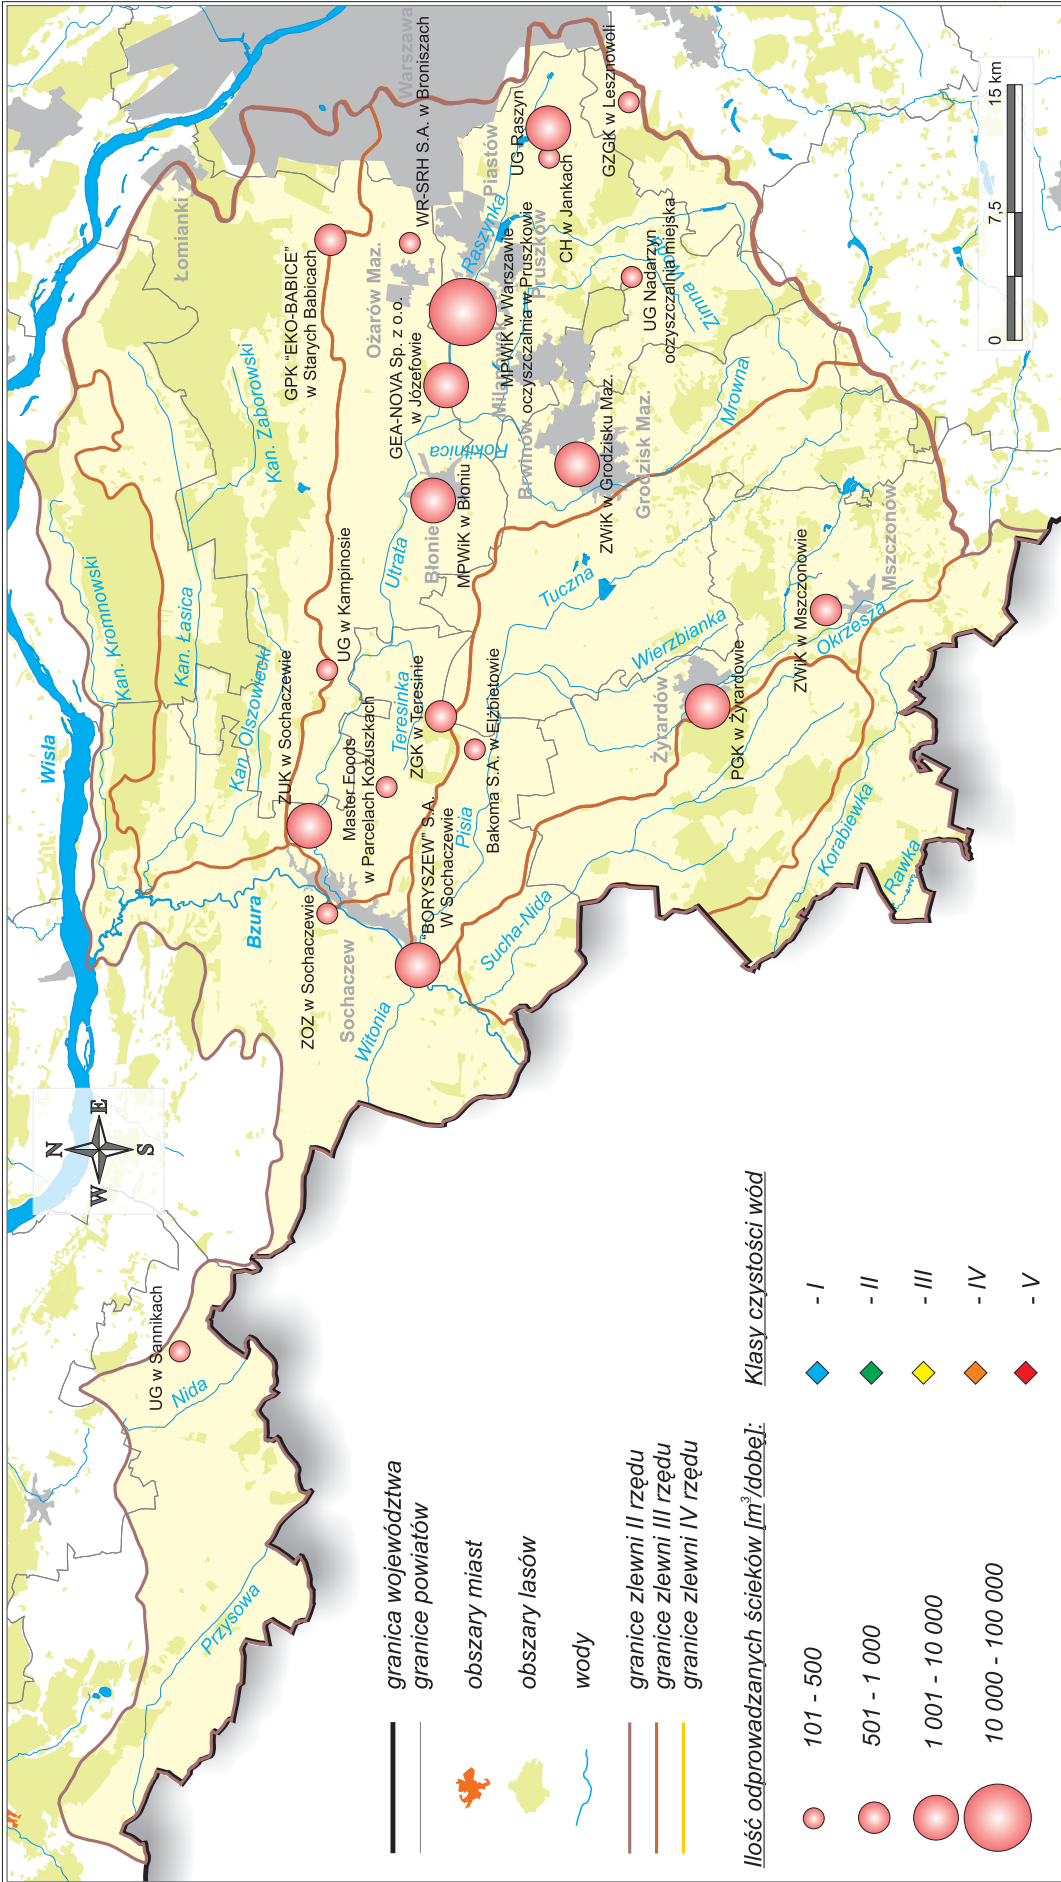 Wisła
Łomianki
Warszawa
Kan. Kromnowski
Kan. Łasica
Kan. Zaborowski
Kan. Olszowiecki
GPK "EKO-BABICE"
w Starych Babicach
Ożarów Maz.
WR-SRH S.A. w Broniszach
Piastów
Raszynka
UG Raszyn
GZGK w Lesznowoli
CH w Jankach
Pruszków
MPWiK w Warszawie
oczyszczalnia w Pruszkowie
GEA-NOVA Sp. z o.o.
w Józefowie
Milanówek
Brwinów
UG Nadarzyn
oczyszczalnia miejska
Zimna Woda
Rokitnica
Utrata
Błonie
MPWiK w Błoniu
ZWiK w Grodzisku Maz.
Grodzisk Maz.
Mrowna
UG w Kampinosie
ZUK w Sochaczewie
Master Foods
w Parcelach Kożuszkach
Teresinka
ZGK w Teresinie
Bakoma S.A. w Elżbietowie
Tuczna
Wierzbianka
Pisia
"BORYSZEW" S.A.
W Sochaczewie
Bzura
ZOZ w Sochaczewie
Sochaczew
Witonia
Sucha-Nida
Żyrardów
PGK w Żyrardowie
ZWiK w Mszczonowie
Mszczonów
Okrzesza
Korabiewka
Rawka
UG w Sannikach
Nida
Przysowa
N
E
S
W
0
7,5
15 km
granica województwa
granice powiatów
obszary miast
obszary lasów
wody
granice zlewni II rzędu
granice zlewni III rzędu
granice zlewni IV rzędu
Ilość odprowadzanych ścieków [m³/dobę]:
101 - 500
501 - 1 000
1 001 - 10 000
10 000 - 100 000
Klasy czystości wód
- I
- II
- III
- IV
- V